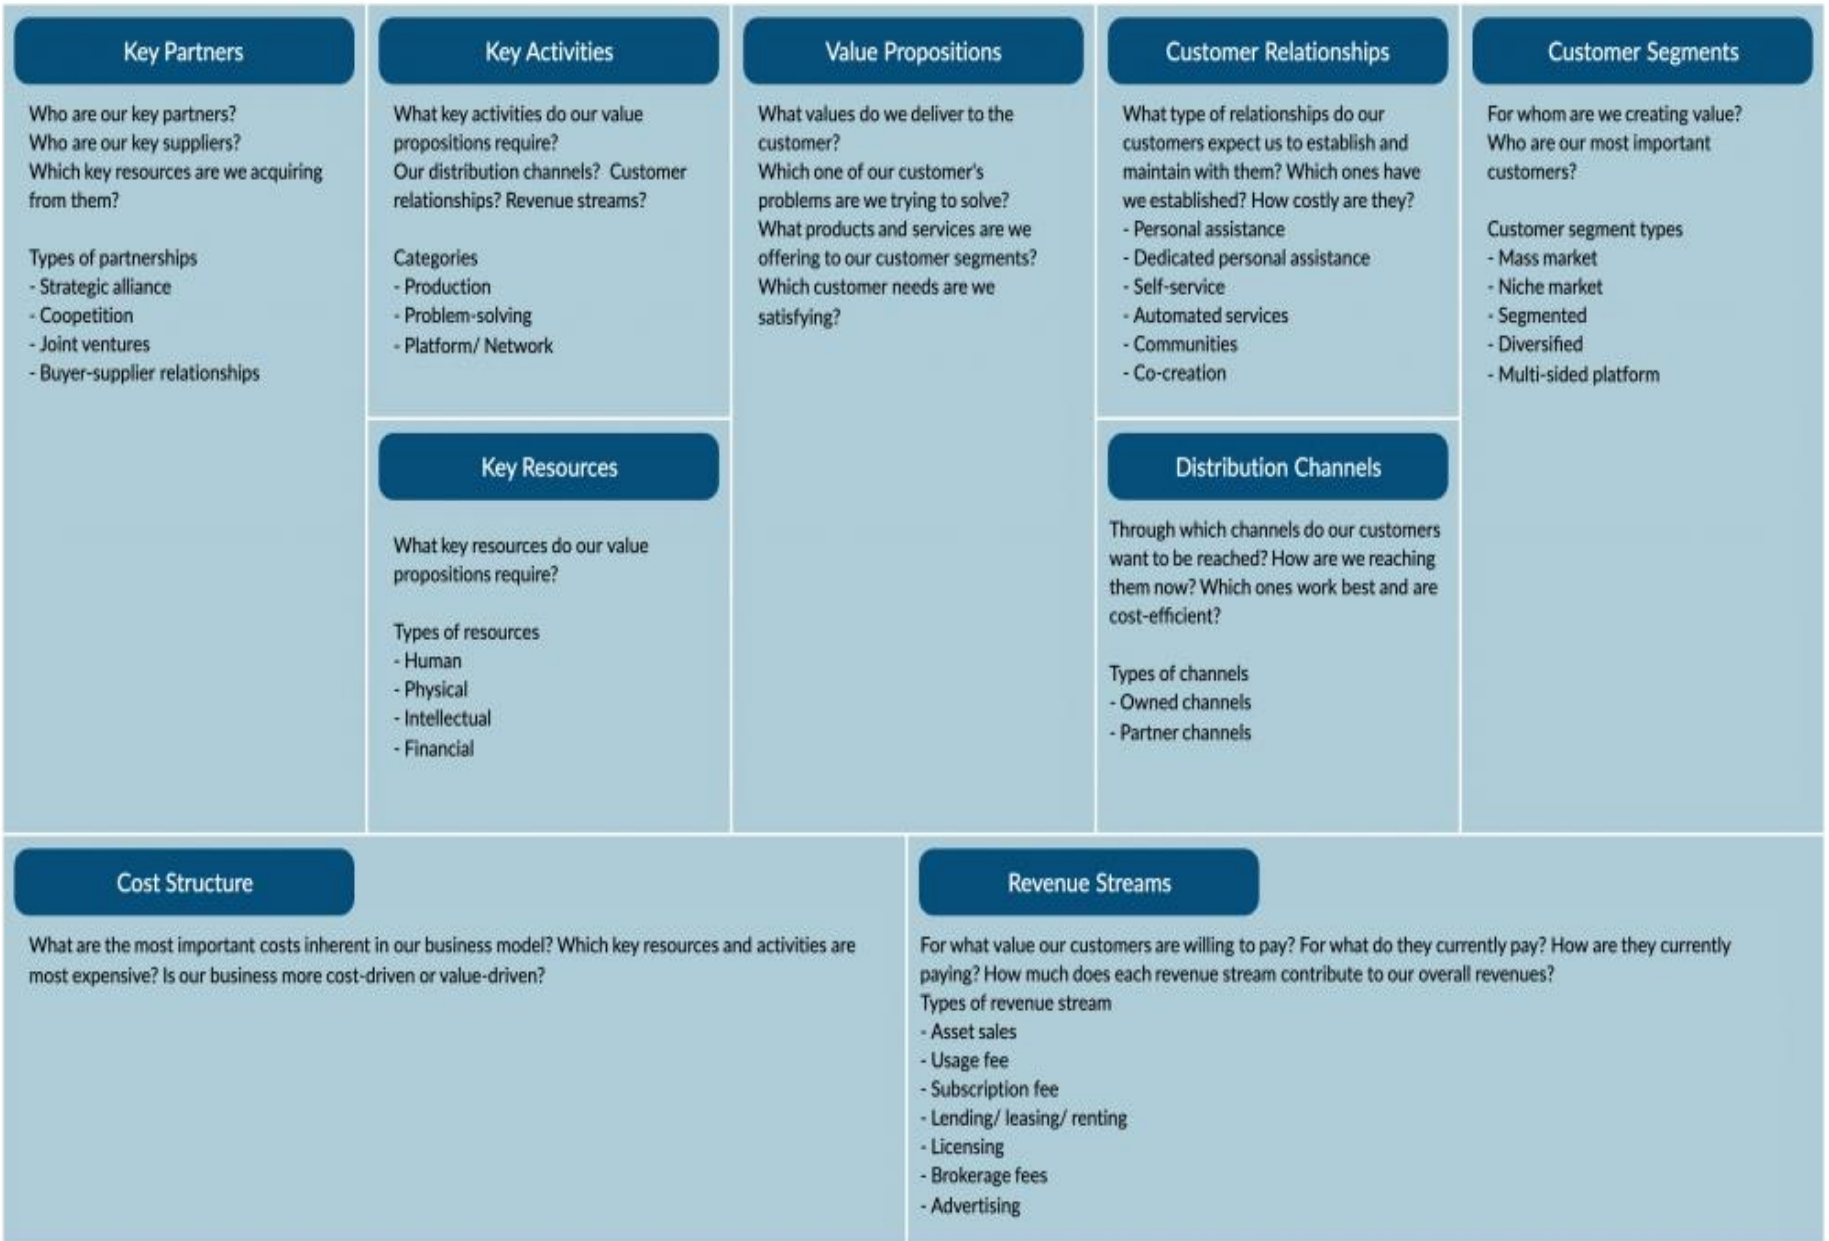 Key Partners
Who are our key partners?
Who are our key suppliers?
Which key resources are we acquiring
from them?
Types of partnerships
- Strategic alliance
- Coopetition
- Joint ventures
- Buyer-supplier relationships
Key Activities
What key activities do our value
propositions require?
Our distribution channels?  Customer
relationships? Revenue streams?
Categories
- Production
- Problem-solving
- Platform/ Network
Key Resources
What key resources do our value
propositions require?
Types of resources
- Human
- Physical
- Intellectual
- Financial
Value Propositions
What values do we deliver to the
customer?
Which one of our customer's
problems are we trying to solve?
What products and services are we
offering to our customer segments?
Which customer needs are we
satisfying?
Customer Relationships
What type of relationships do our
customers expect us to establish and
maintain with them? Which ones have
we established? How costly are they?
- Personal assistance
- Dedicated personal assistance
- Self-service
- Automated services
- Communities
- Co-creation
Distribution Channels
Through which channels do our customers
want to be reached? How are we reaching
them now? Which ones work best and are
cost-efficient?
Types of channels
- Owned channels
- Partner channels
Customer Segments
For whom are we creating value?
Who are our most important
customers?
Customer segment types
- Mass market
- Niche market
- Segmented
- Diversified
- Multi-sided platform
Cost Structure
What are the most important costs inherent in our business model? Which key resources and activities are
most expensive? Is our business more cost-driven or value-driven?
Revenue Streams
For what value our customers are willing to pay? For what do they currently pay? How are they currently
paying? How much does each revenue stream contribute to our overall revenues?
Types of revenue stream
- Asset sales
- Usage fee
- Subscription fee
- Lending/ leasing/ renting
- Licensing
- Brokerage fees
- Advertising